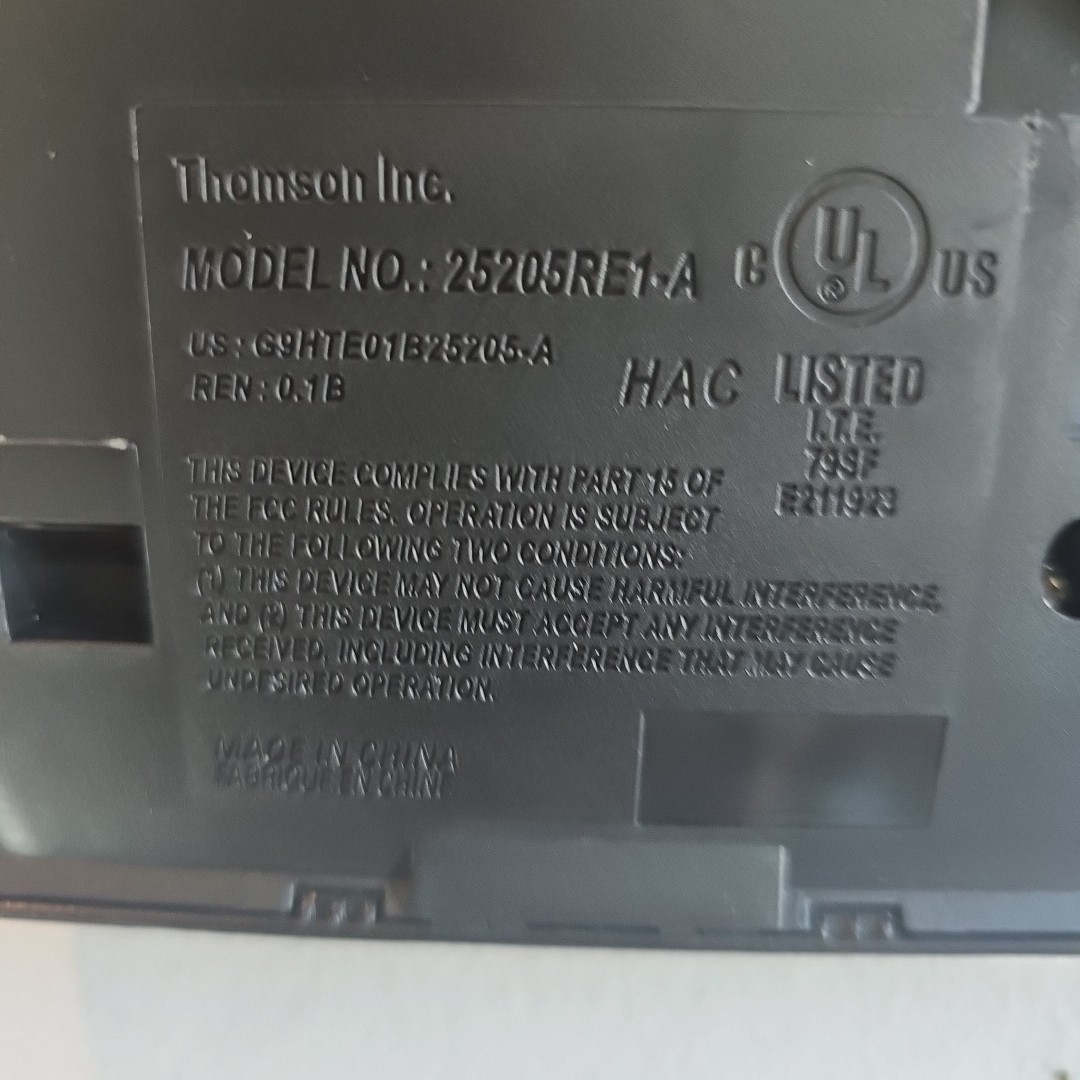 Thomson Inc.
MODEL NO.: 25205RE1-A
C UL ® US
US : G9HTE01B25205-A
REN : 0.1B
HAC LISTED
I.T.E.
79SF
E211923
THIS DEVICE COMPLIES WITH PART 15 OF
THE FCC RULES. OPERATION IS SUBJECT
TO THE FOLLOWING TWO CONDITIONS:
(1) THIS DEVICE MAY NOT CAUSE HARMFUL INTERFERENCE,
AND (2) THIS DEVICE MUST ACCEPT ANY INTERFERENCE
RECEIVED, INCLUDING INTERFERENCE THAT MAY CAUSE
UNDESIRED OPERATION.
MADE IN CHINA
FABRIQUE EN CHINE